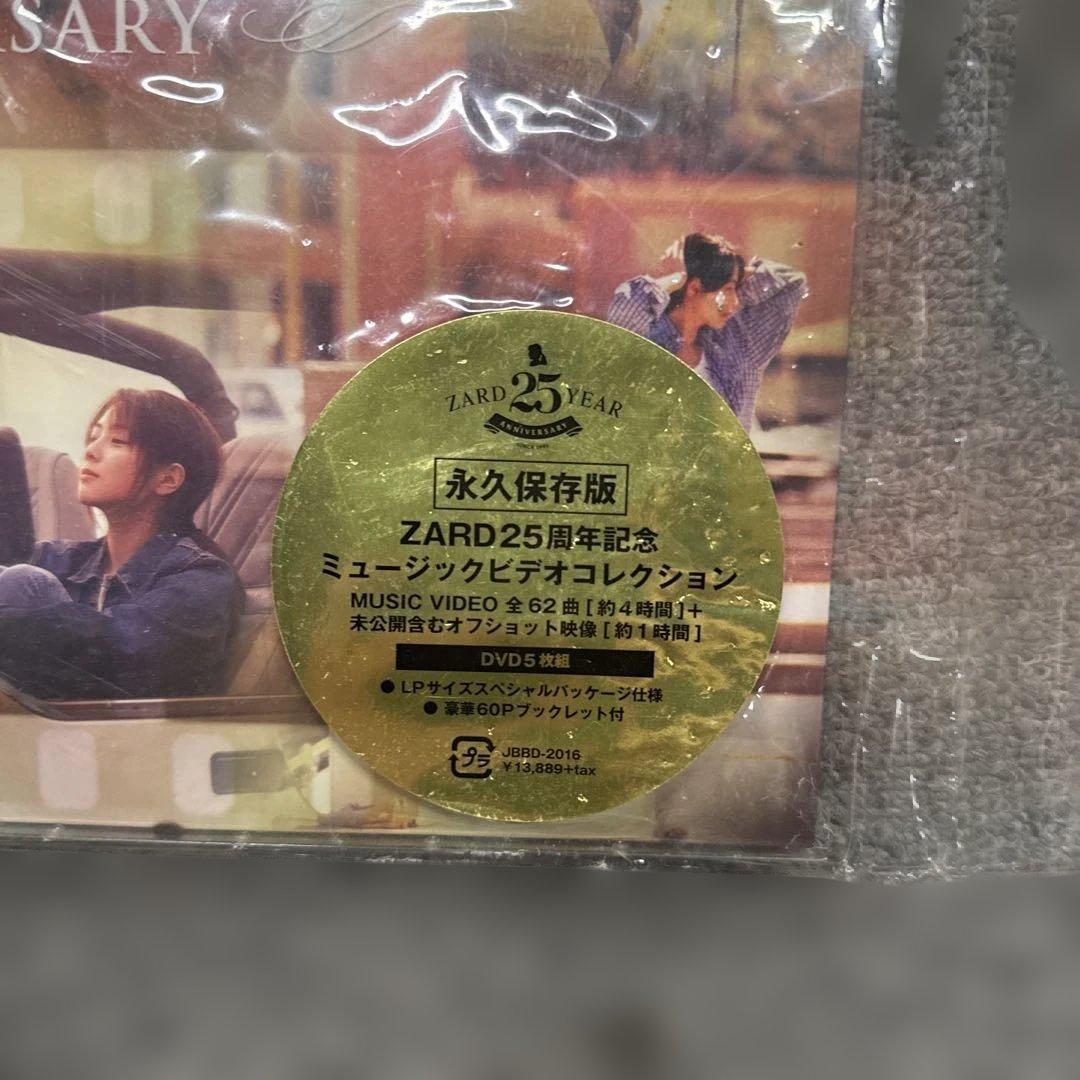 RSARY
ZARD 25 YEAR
ANNIVERSARY
永久保存版
ZARD25周年記念
ミュージックビデオコレクション
MUSIC VIDEO 全62曲[約4時間]+
未公開含むオフショット映像[約1時間]
DVD5枚組
● LPサイズスペシャルパッケージ仕様
● 豪華60Pブックレット付
プラ
JBBD-2016
¥13,889+tax